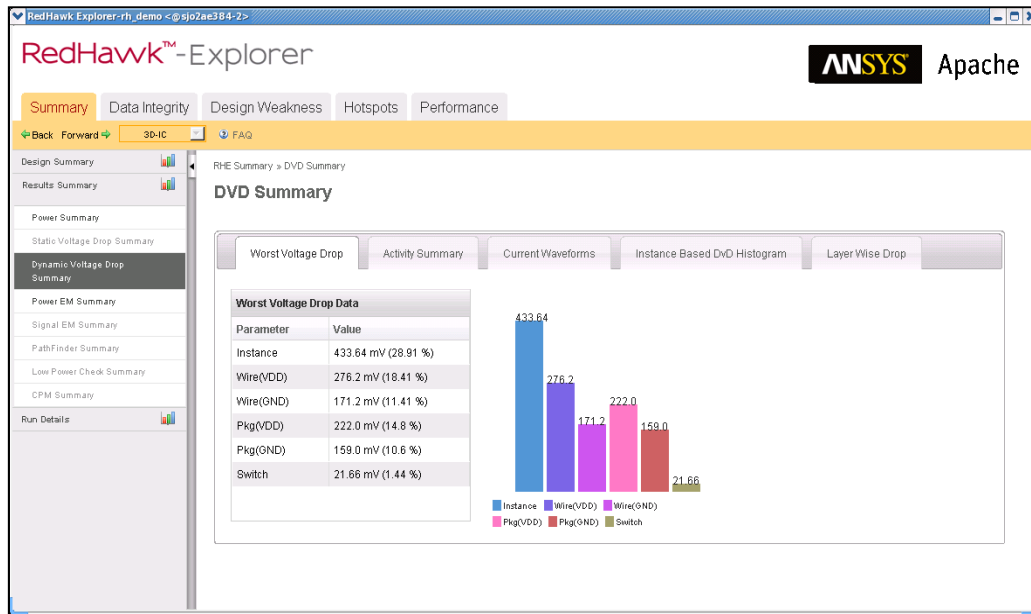 RedHawk Explorer-rh_demo <@sjo2ae384-2>
RedHawk™-Explorer
ANSYS Apache
Summary Data Integrity Design Weakness Hotspots Performance
Back Forward 3D-IC FAQ
Design Summary
Results Summary
Power Summary
Static Voltage Drop Summary
Dynamic Voltage Drop
Summary
Power EM Summary
Signal EM Summary
PathFinder Summary
Low Power Check Summary
CPM Summary
Run Details
RHE Summary » DVD Summary
DVD Summary
Worst Voltage Drop Activity Summary Current Waveforms Instance Based DvD Histogram Layer Wise Drop
Worst Voltage Drop Data
Parameter Value
Instance 433.64 mV (28.91 %)
Wire(VDD) 276.2 mV (18.41 %)
Wire(GND) 171.2 mV (11.41 %)
Pkg(VDD) 222.0 mV (14.8 %)
Pkg(GND) 159.0 mV (10.6 %)
Switch 21.66 mV (1.44 %)
433.64
276.2
171.2
222.0
159.0
21.66
Instance Wire(VDD) Wire(GND)
Pkg(VDD) Pkg(GND) Switch